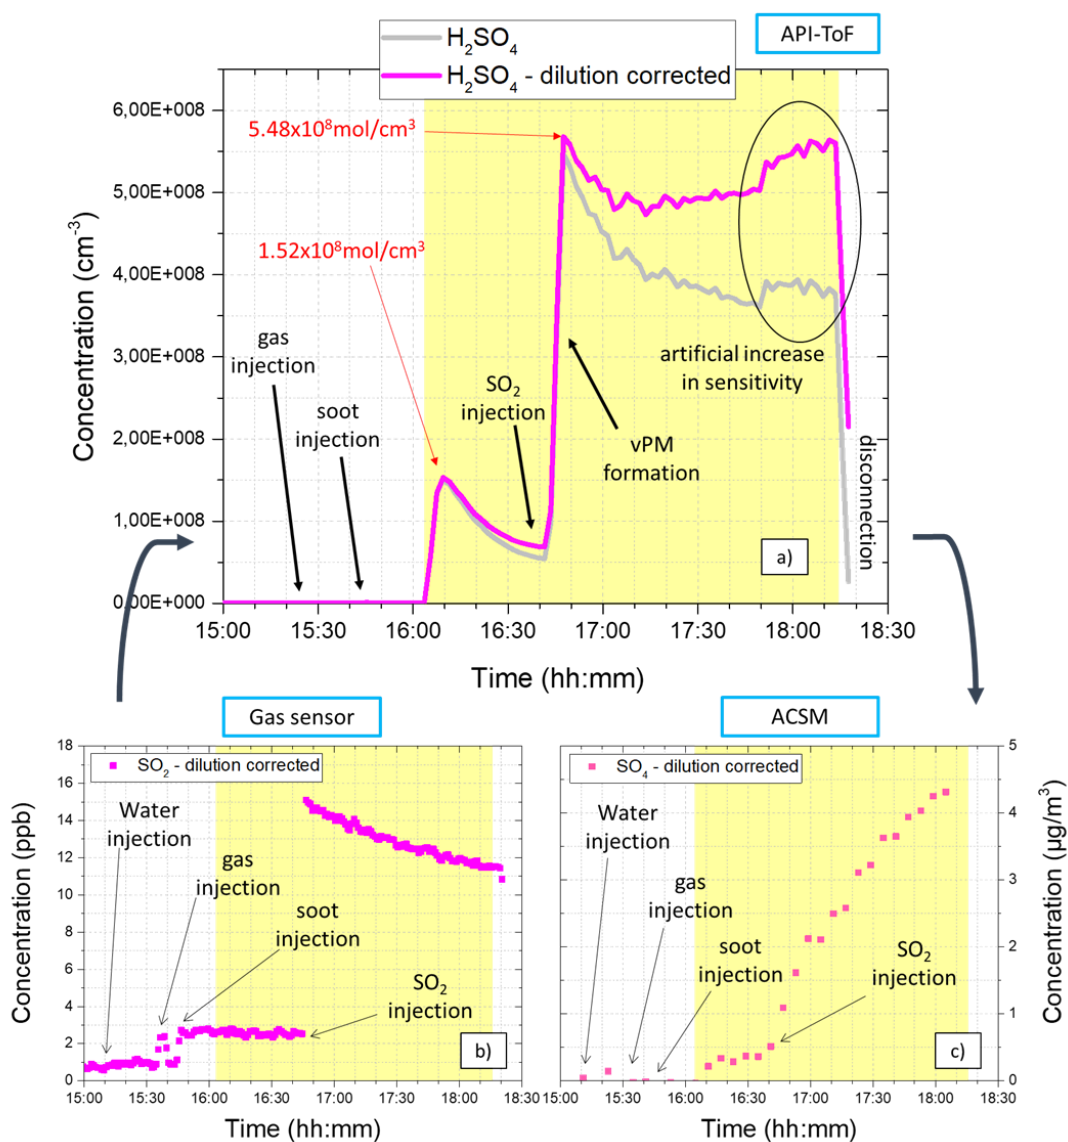 H2SO4
H2SO4 - dilution corrected
API-ToF
6,00E+008
5,00E+008
4,00E+008
3,00E+008
2,00E+008
1,00E+008
0,00E+000
Concentration (cm-3)
5.48x10⁸mol/cm³
1.52x10⁸mol/cm³
gas
injection
soot
injection
SO2
injection
vPM
formation
artificial increase
in sensitivity
disconnection
a)
15:00 15:30 16:00 16:30 17:00 17:30 18:00 18:30
Time (hh:mm)
Gas sensor
18
16
14
12
10
8
6
4
2
0
Concentration (ppb)
SO2 - dilution corrected
Water
injection
gas
injection
soot
injection
SO2
injection
b)
15:00 15:30 16:00 16:30 17:00 17:30 18:00 18:30
Time (hh:mm)
ACSM
SO4 - dilution corrected
Water
injection
gas
injection
soot
injection
SO2
injection
c)
5
4
3
2
1
0
Concentration (µg/m³)
15:00 15:30 16:00 16:30 17:00 17:30 18:00 18:30
Time (hh:mm)